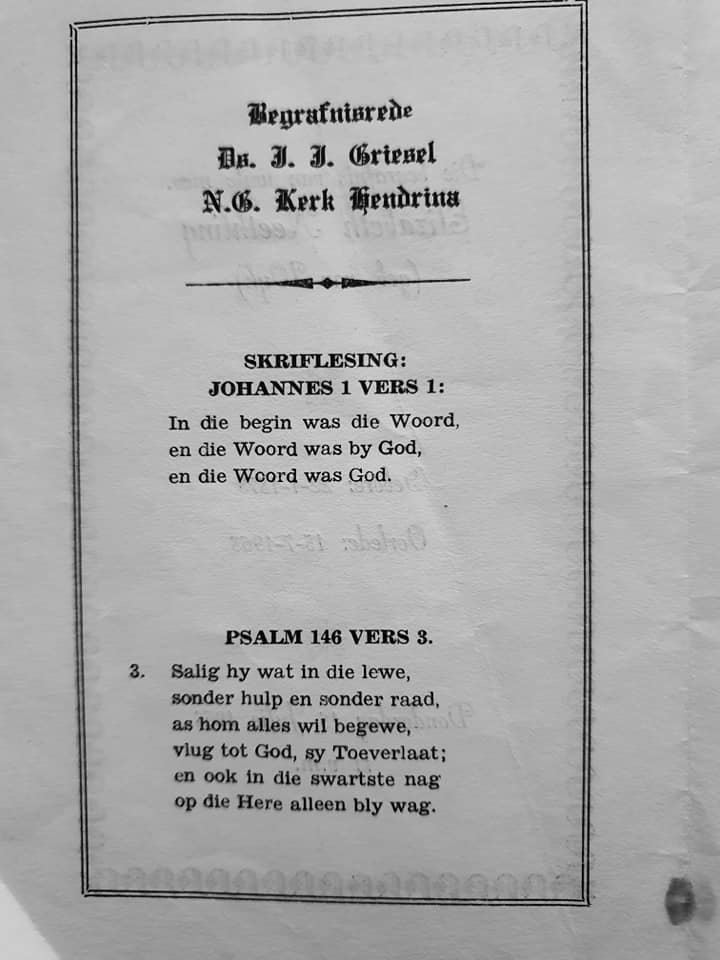 Begrafnisrede
Ds. J. J. Griesel
N.G. Kerk Hendrina
SKRIFLESING:
JOHANNES 1 VERS 1:
In die begin was die Woord,
en die Woord was by God,
en die Woord was God.
PSALM 146 VERS 3.
3. Salig hy wat in die lewe,
sonder hulp en sonder raad,
as hom alles wil begewe,
vlug tot God, sy Toeverlaat;
en ook in die swartste nag
op die Here alleen bly wag.